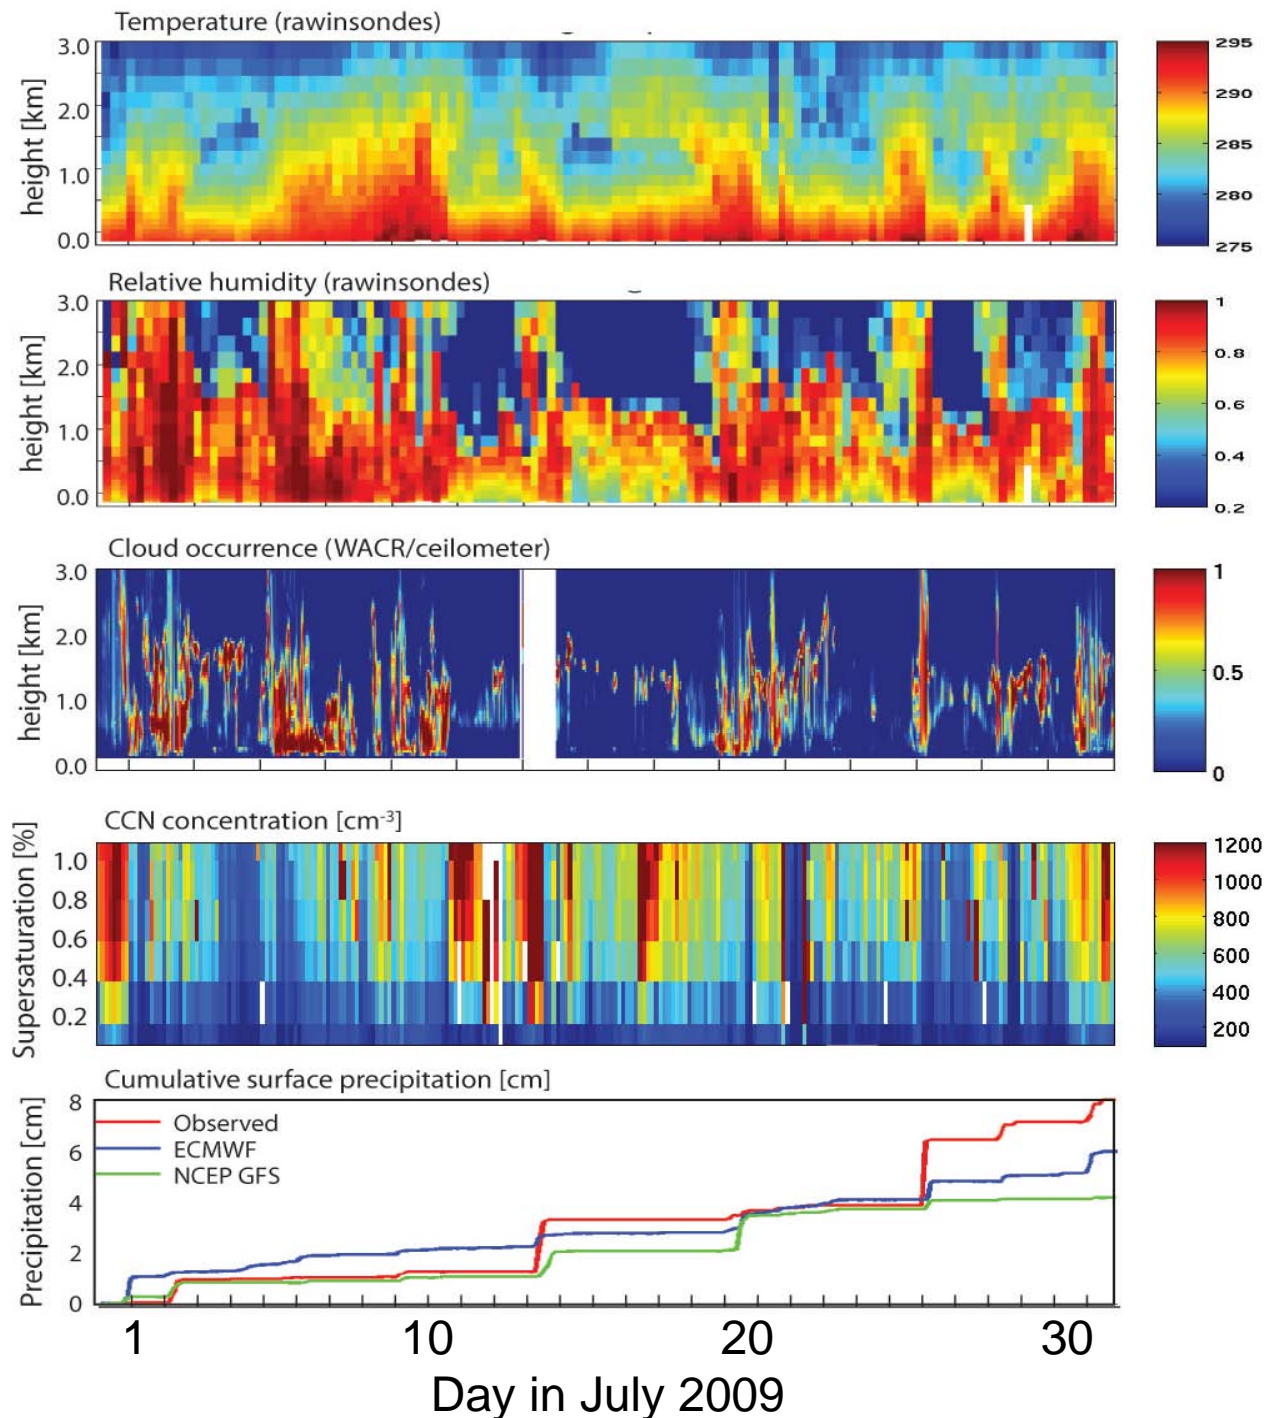 Temperature (rawinsondes)
3.0
2.0
1.0
0.0
height [km]
295
290
285
280
275
Relative humidity (rawinsondes)
3.0
2.0
1.0
0.0
height [km]
1
0.8
0.6
0.4
0.2
Cloud occurrence (WACR/ceilometer)
3.0
2.0
1.0
0.0
height [km]
1
0.5
0
CCN concentration [cm-3]
1.0
0.8
0.6
0.4
0.2
Supersaturation [%]
1200
1000
800
600
400
200
Cumulative surface precipitation [cm]
8
6
4
2
0
Precipitation [cm]
Observed
ECMWF
NCEP GFS
1 10 20 30
Day in July 2009